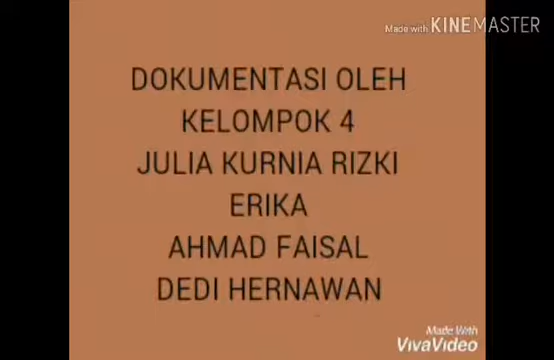 Made with KINEMASTER
DOKUMENTASI OLEH
KELOMPOK 4
JULIA KURNIA RIZKI
ERIKA
AHMAD FAISAL
DEDI HERNAWAN
Made With
VivaVideo